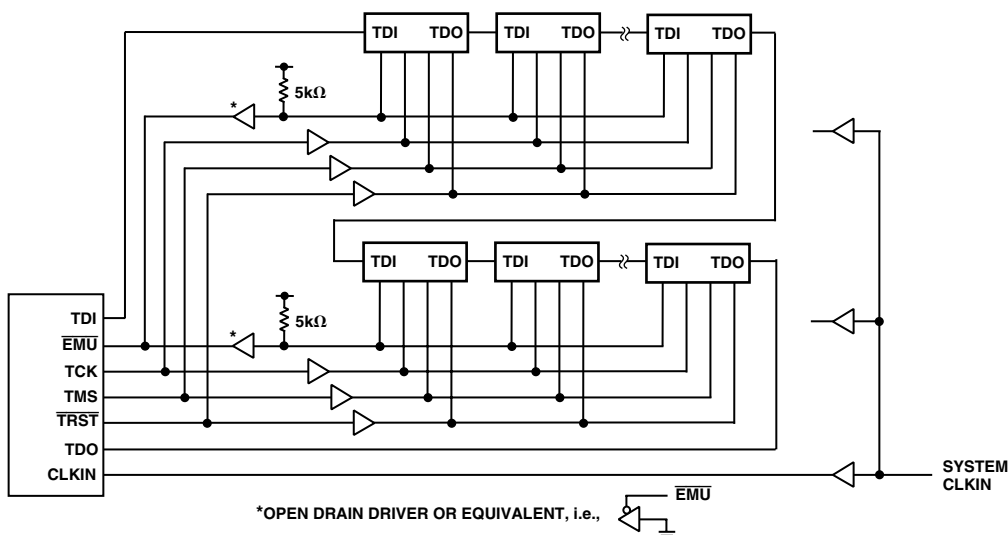 TDI TDO TDI TDO TDI TDO
*
5kΩ
TDI TDO TDI TDO TDI TDO
*
5kΩ
TDI
EMU
TCK
TMS
TRST
TDO
CLKIN
SYSTEM
CLKIN
*OPEN DRAIN DRIVER OR EQUIVALENT, i.e.,
EMU